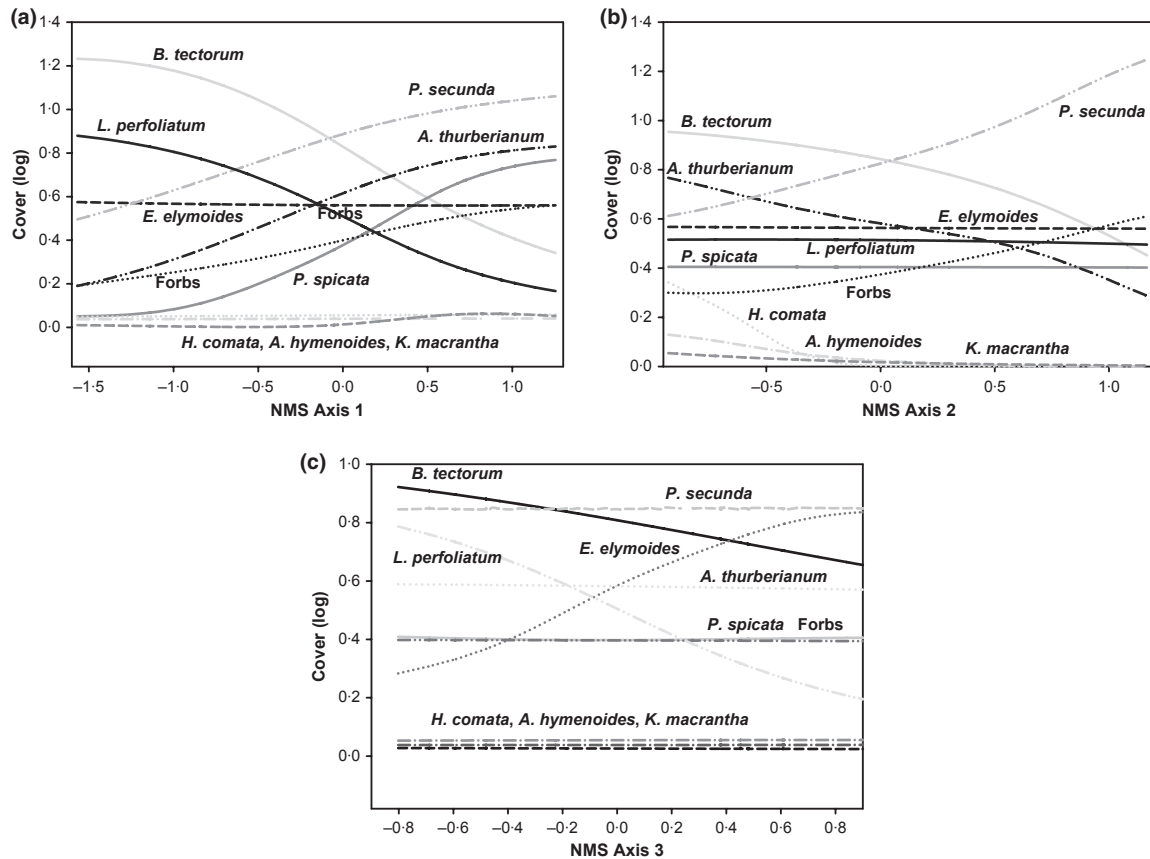 (a)
1·4
1·2
1·0
0·8
0·6
0·4
0·2
0·0
Cover (log)
B. tectorum
P. secunda
L. perfoliatum
A. thurberianum
E. elymoides
Forbs
Forbs
P. spicata
H. comata, A. hymenoides, K. macrantha
–1·5 –1·0 –0·5 0·0 0·5 1·0
NMS Axis 1
(b)
1·4
1·2
1·0
0·8
0·6
0·4
0·2
0·0
Cover (log)
P. secunda
B. tectorum
A. thurberianum
E. elymoides
L. perfoliatum
P. spicata
Forbs
H. comata
A. hymenoides
K. macrantha
–0·5 0·0 0·5 1·0
NMS Axis 2
(c)
1·0
0·8
0·6
0·4
0·2
0·0
Cover (log)
B. tectorum
P. secunda
E. elymoides
L. perfoliatum
A. thurberianum
P. spicata Forbs
H. comata, A. hymenoides, K. macrantha
–0·8 –0·6 –0·4 –0·2 0·0 0·2 0·4 0·6 0·8
NMS Axis 3